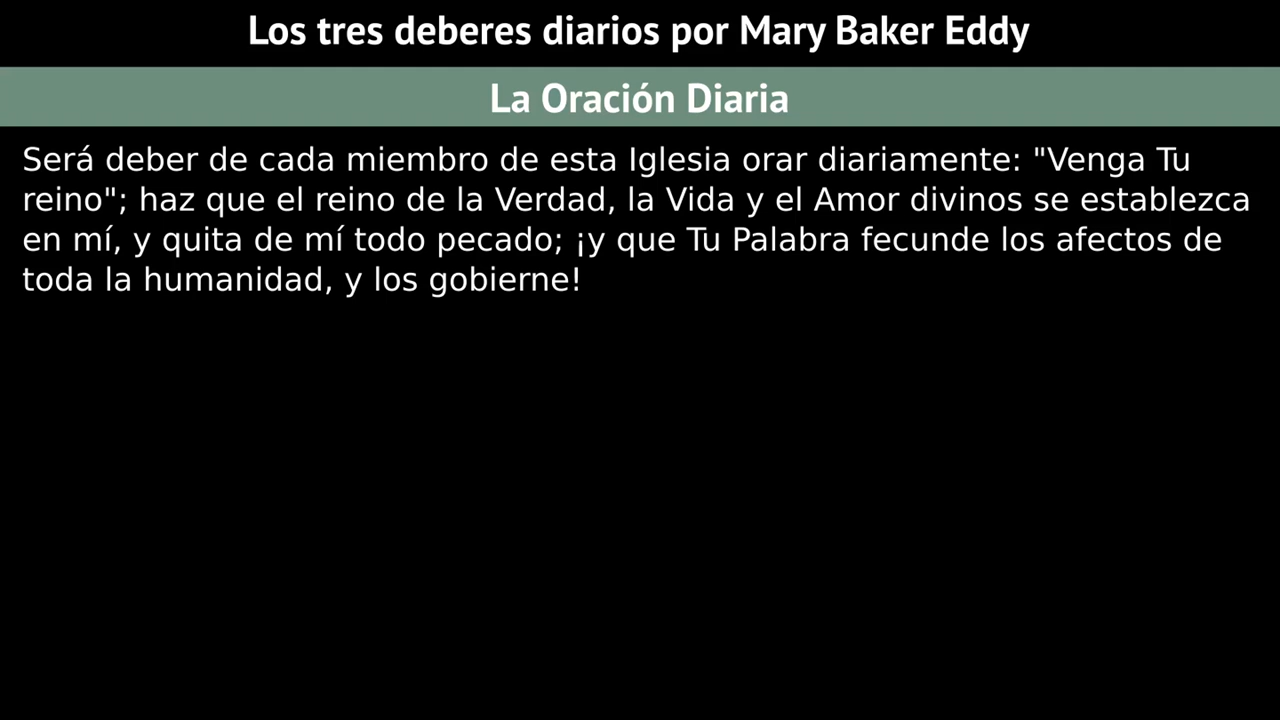 Los tres deberes diarios por Mary Baker Eddy
La Oración Diaria
Será deber de cada miembro de esta Iglesia orar diariamente: "Venga Tu
reino"; haz que el reino de la Verdad, la Vida y el Amor divinos se establezca
en mí, y quita de mí todo pecado; ¡y que Tu Palabra fecunde los afectos de
toda la humanidad, y los gobierne!